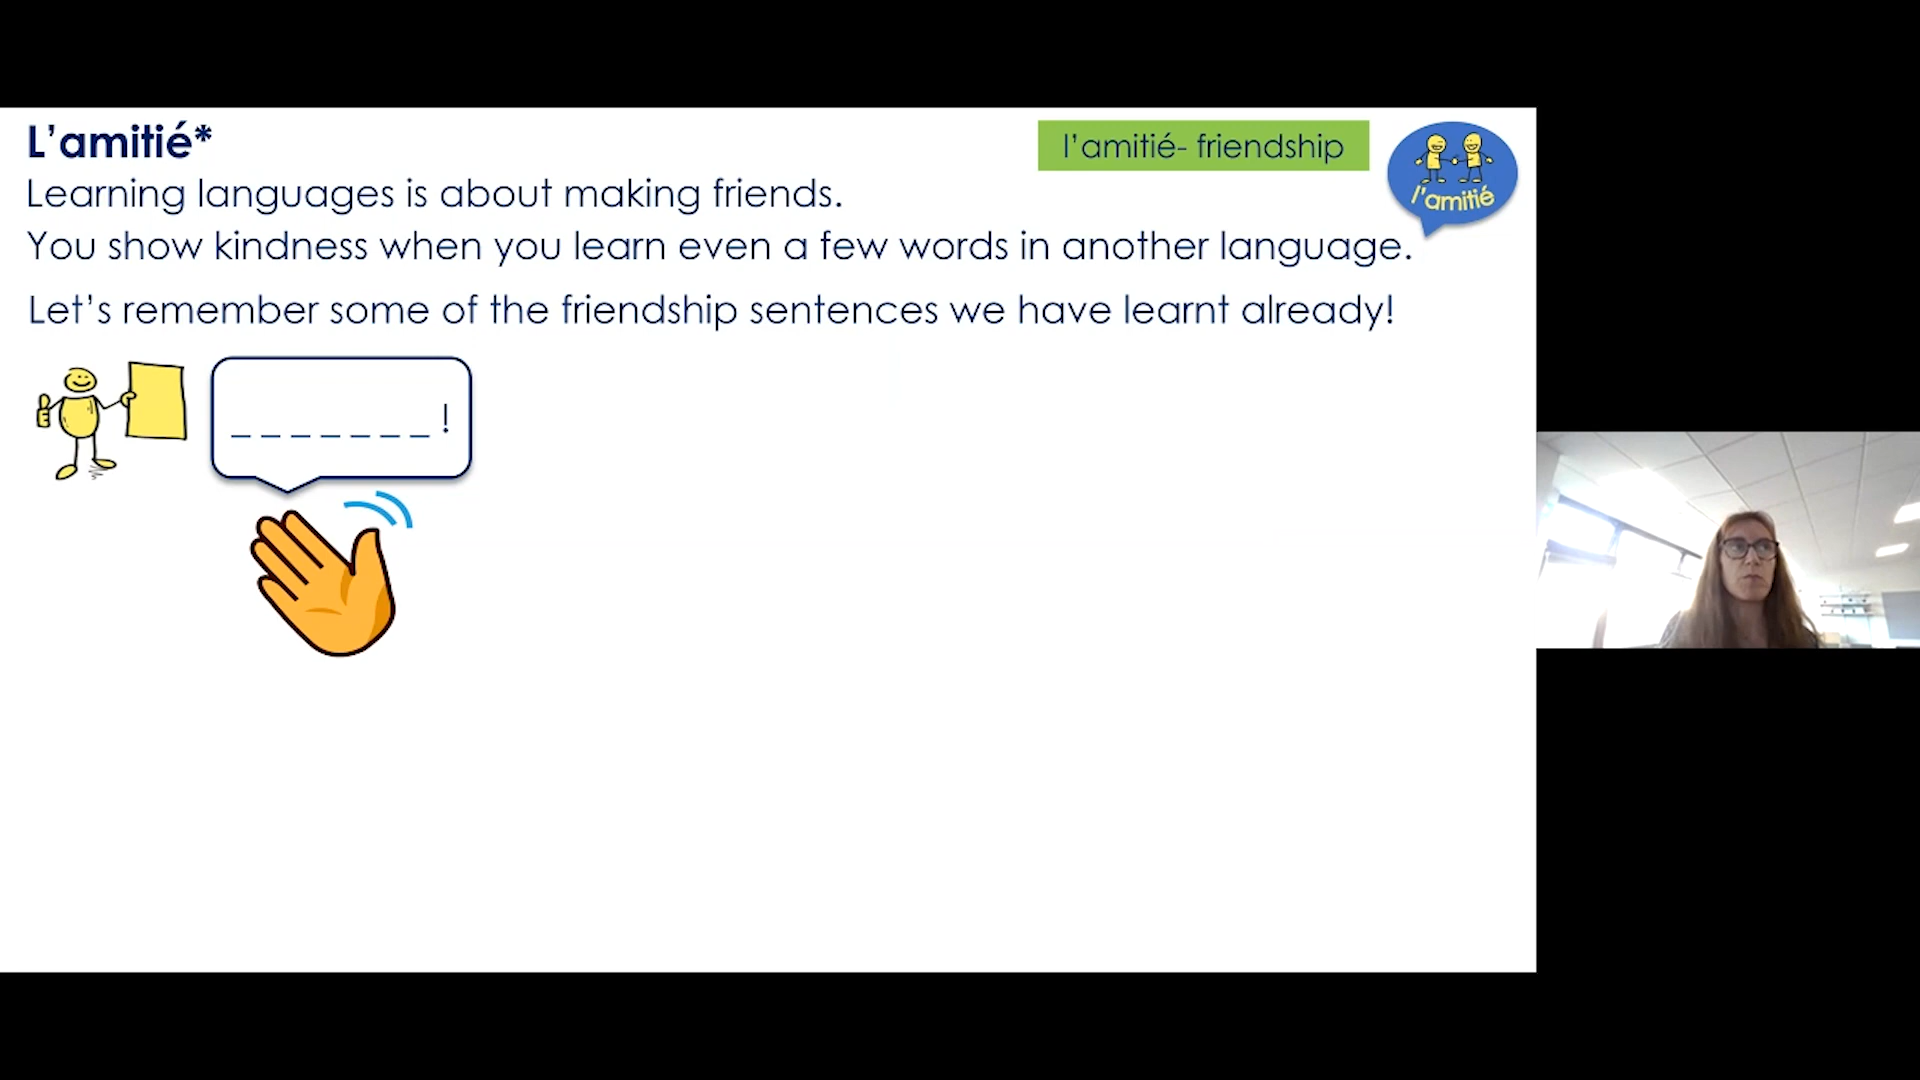 L'amitié*
l'amitié- friendship
l'amitié
Learning languages is about making friends.
You show kindness when you learn even a few words in another language.
Let's remember some of the friendship sentences we have learnt already!
_ _ _ _ _ _ _ !